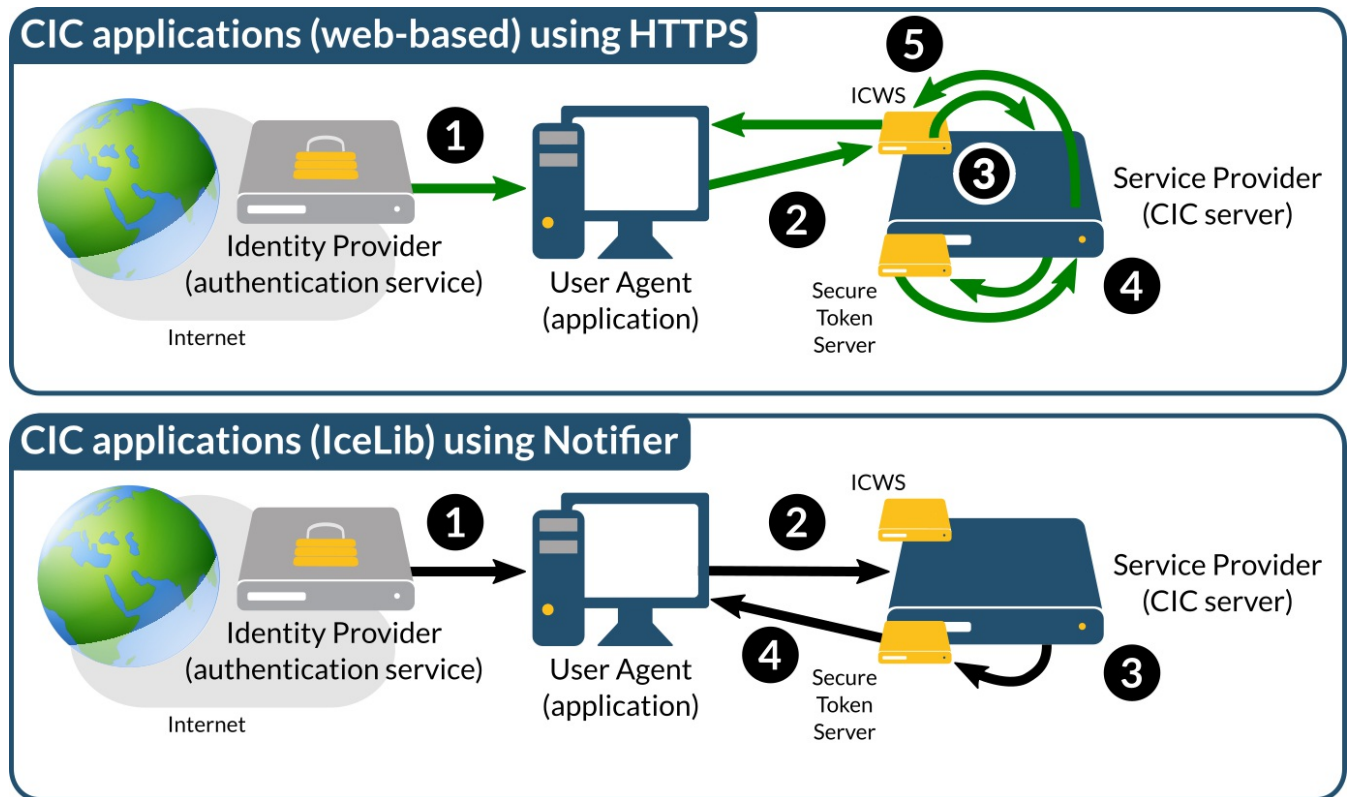 CIC applications (web-based) using HTTPS
5
ICWS
1
3
Service Provider
(CIC server)
2
Identity Provider
(authentication service)
User Agent
(application)
Secure
Token
Server
4
Internet
CIC applications (IceLib) using Notifier
ICWS
1
2
Service Provider
(CIC server)
Identity Provider
(authentication service)
User Agent
(application)
4
Secure
Token
Server
3
Internet